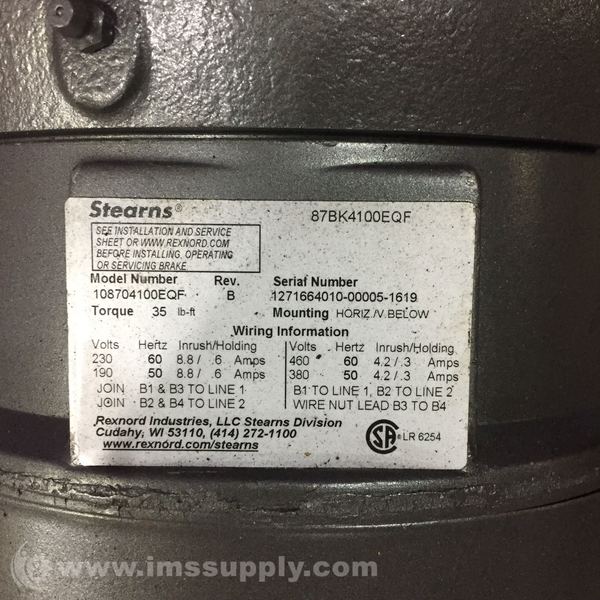 Stearns® 87BK4100EQF
SEE INSTALLATION AND SERVICE
SHEET OR WWW.REXNORD.COM
BEFORE INSTALLING, OPERATING
OR SERVICING BRAKE
Model Number Rev. Serial Number
108704100EQF B 1271664010-00005-1619
Torque 35 lb-ft Mounting HORIZ./V.BELOW
Wiring Information
Volts Hertz Inrush/Holding Volts Hertz Inrush/Holding
230 60 8.8 / .6 Amps 460 60 4.2 / .3 Amps
190 50 8.8 / .6 Amps 380 50 4.2 / .3 Amps
JOIN B1 & B3 TO LINE 1 B1 TO LINE 1, B2 TO LINE 2
JOIN B2 & B4 TO LINE 2 WIRE NUT LEAD B3 TO B4
Rexnord Industries, LLC Stearns Division
Cudahy, WI 53110, (414) 272-1100
www.rexnord.com/stearns
SA ® LR 6254
© www.imssupply.com/